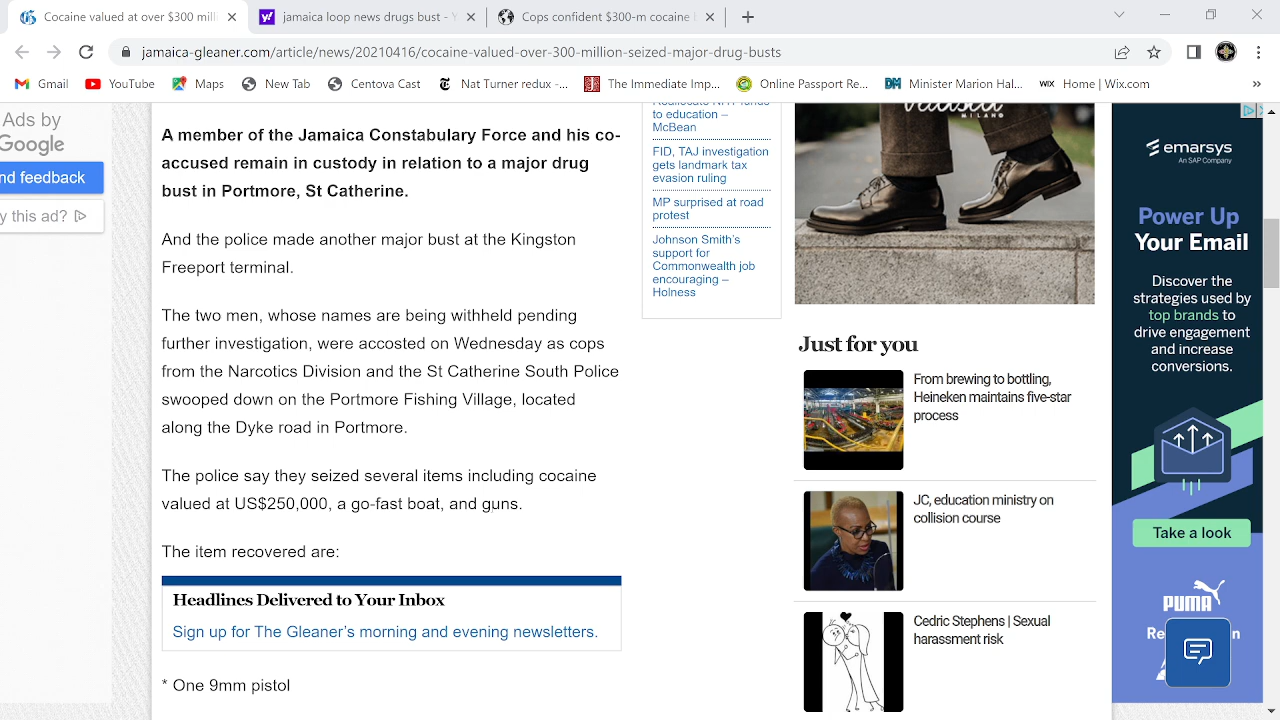 Cocaine valued at over $300 mill
Jamaica loses drugs bust - Y
Cops confident $300-m cocaine
jamaica-gleaner.com/article/news/20210416/cocaine-valued-over-300-million-seized-major-drug-busts
Gmail
YouTube
Maps
New Tab
Centova Cast
Nat Turner redux -...
The Immediate Imp...
Online Passport Re...
Minister Marion Hal...
Home | Wix.com
Ads by
Google
nd feedback
y this ad?
A member of the Jamaica Constabulary Force and his co-
accused remain in custody in relation to a major drug
bust in Portmore, St Catherine.
And the police made another major bust at the Kingston
Freeport terminal.
The two men, whose names are being withheld pending
further investigation, were accosted on Wednesday as cops
from the Narcotics Division and the St Catherine South Police
swooped down on the Portmore Fishing Village, located
along the Dyke road in Portmore.
The police say they seized several items including cocaine
valued at US$250,000, a go-fast boat, and guns.
The item recovered are:
Headlines Delivered to Your Inbox
Sign up for The Gleaner's morning and evening newsletters.
* One 9mm pistol
to education –
McBean
FID, TAJ investigation
gets landmark tax
evasion ruling
MP surprised at road
protest
Johnson Smith's
support for
Commonwealth job
encouraging –
Holness
MILANO
Just for you
From brewing to bottling,
Heineken maintains five-star
process
JC, education ministry on
collision course
Cedric Stephens | Sexual
harassment risk
emarsys
An SAP Company
Power Up
Your Email
Discover the
strategies used by
top brands to
drive engagement
and increase
conversions.
Take a look
PUMA